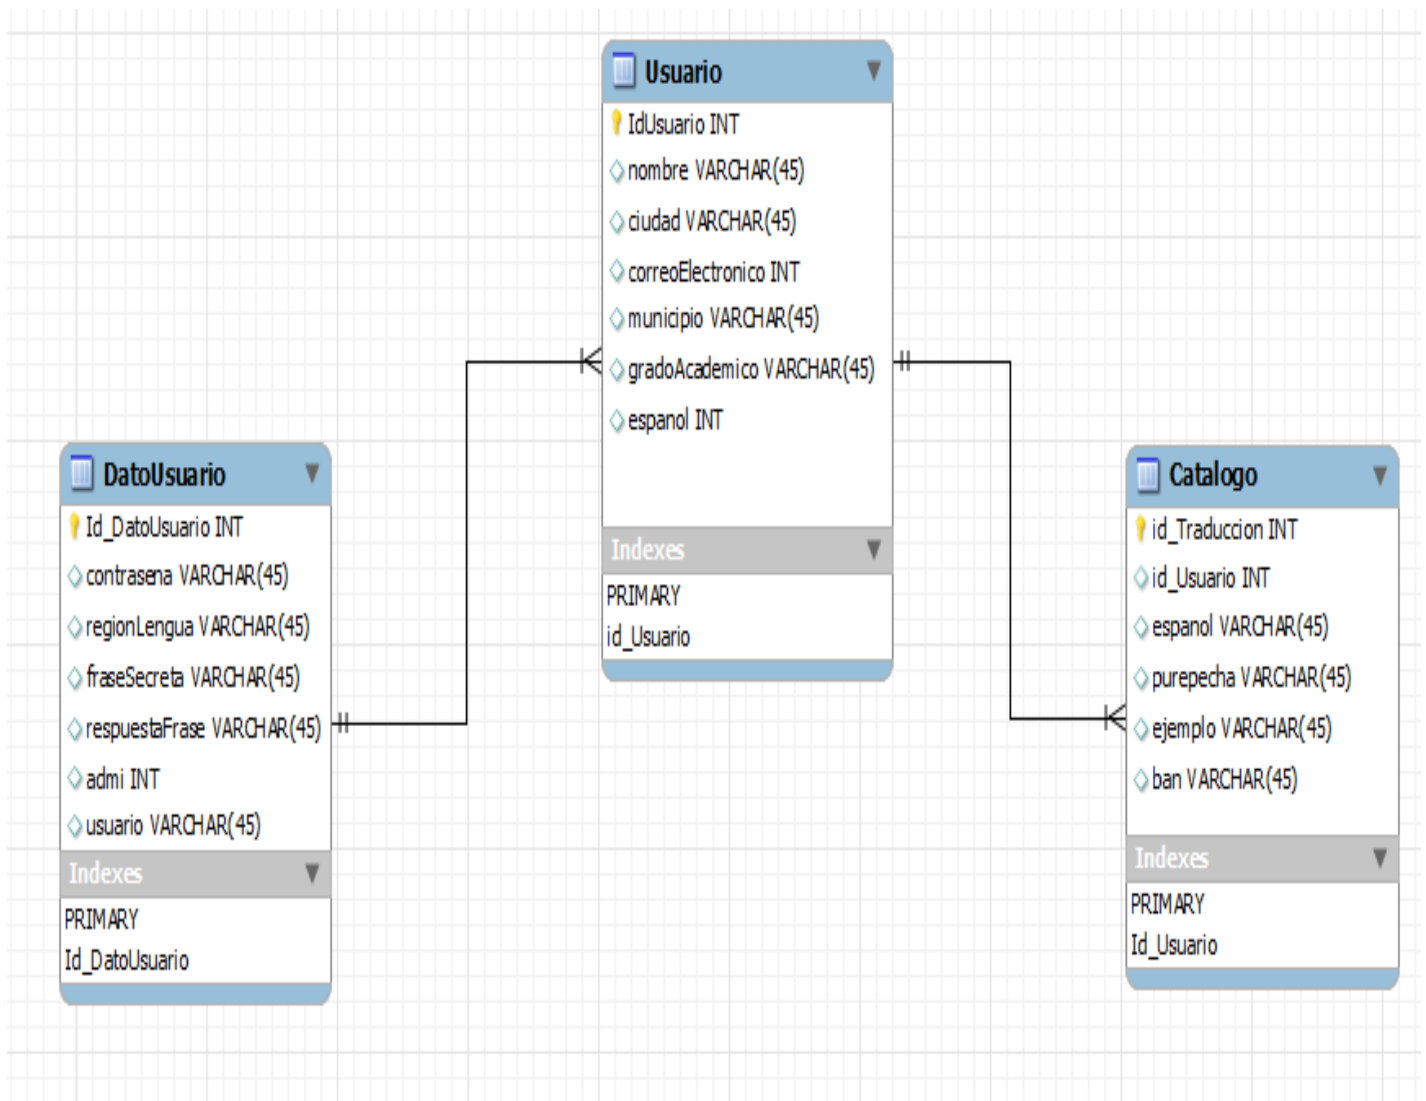 Usuario
IdUsuario INT
nombre VARCHAR(45)
ciudad VARCHAR(45)
correoElectronico INT
municipio VARCHAR(45)
gradoAcademico VARCHAR(45)
espanol INT
Indexes
PRIMARY
id_Usuario
DatoUsuario
Id_DatoUsuario INT
contrasena VARCHAR(45)
regionLengua VARCHAR(45)
fraseSecreta VARCHAR(45)
respuestaFrase VARCHAR(45)
admi INT
usuario VARCHAR(45)
Indexes
PRIMARY
Id_DatoUsuario
Catalogo
id_Traduccion INT
id_Usuario INT
espanol VARCHAR(45)
purepecha VARCHAR(45)
ejemplo VARCHAR(45)
ban VARCHAR(45)
Indexes
PRIMARY
Id_Usuario